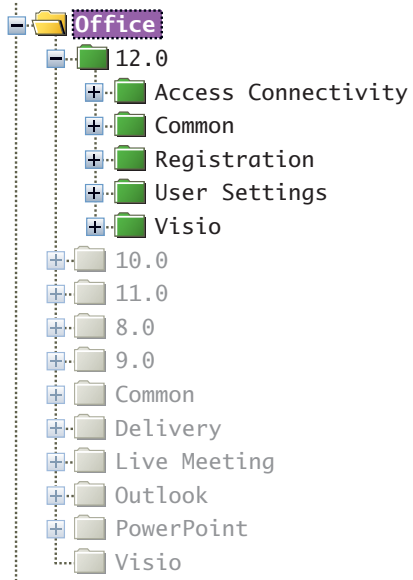 Office
12.0
Access Connectivity
Common
Registration
User Settings
Visio
10.0
11.0
8.0
9.0
Common
Delivery
Live Meeting
Outlook
PowerPoint
Visio